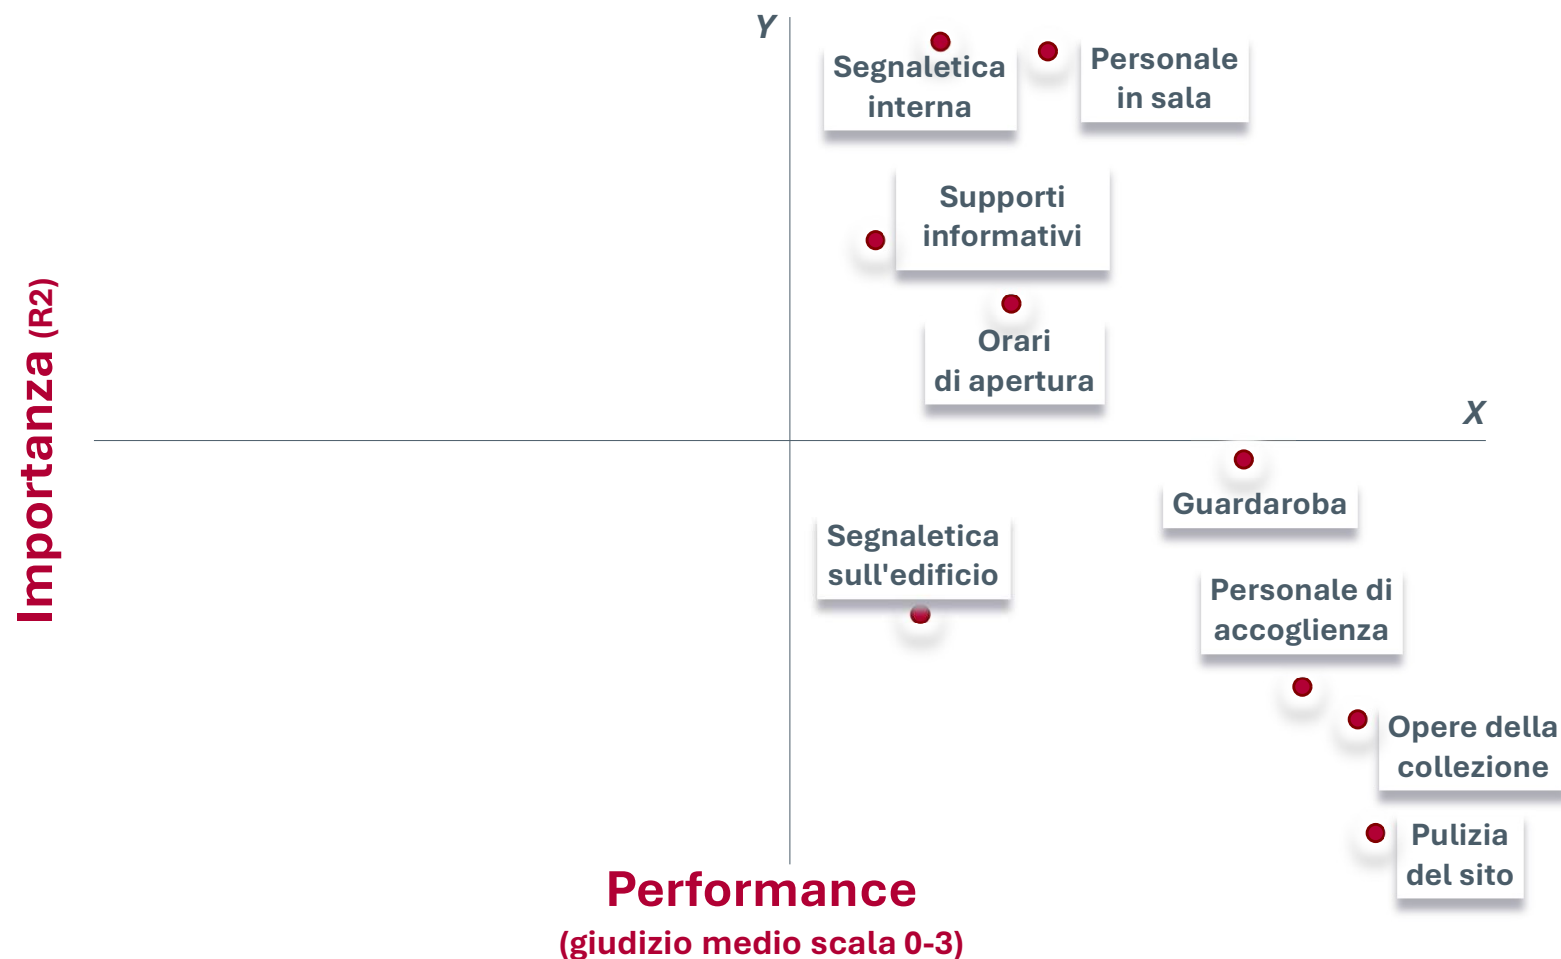 Y
Segnaletica
interna
Personale
in sala
Supporti
informativi
Orari
di apertura
X
Importanza (R2)
Guardaroba
Segnaletica
sull'edificio
Personale di
accoglienza
Opere della
collezione
Pulizia
del sito
Performance
(giudizio medio scala 0-3)